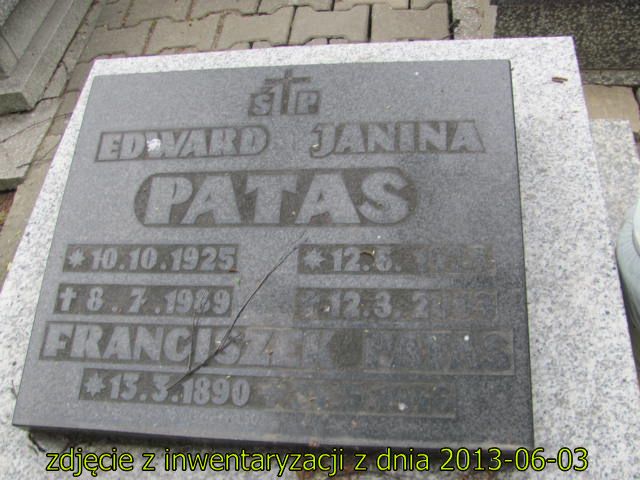 Ś P
EDWARD JANINA
PATAS
* 10.10.1925 * 12.6.
✝ 8.7.1989 12.3.
FRANCISZEK PATAS
* 13.3.1890
zdjęcie z inwentaryzacji z dnia 2013-06-03